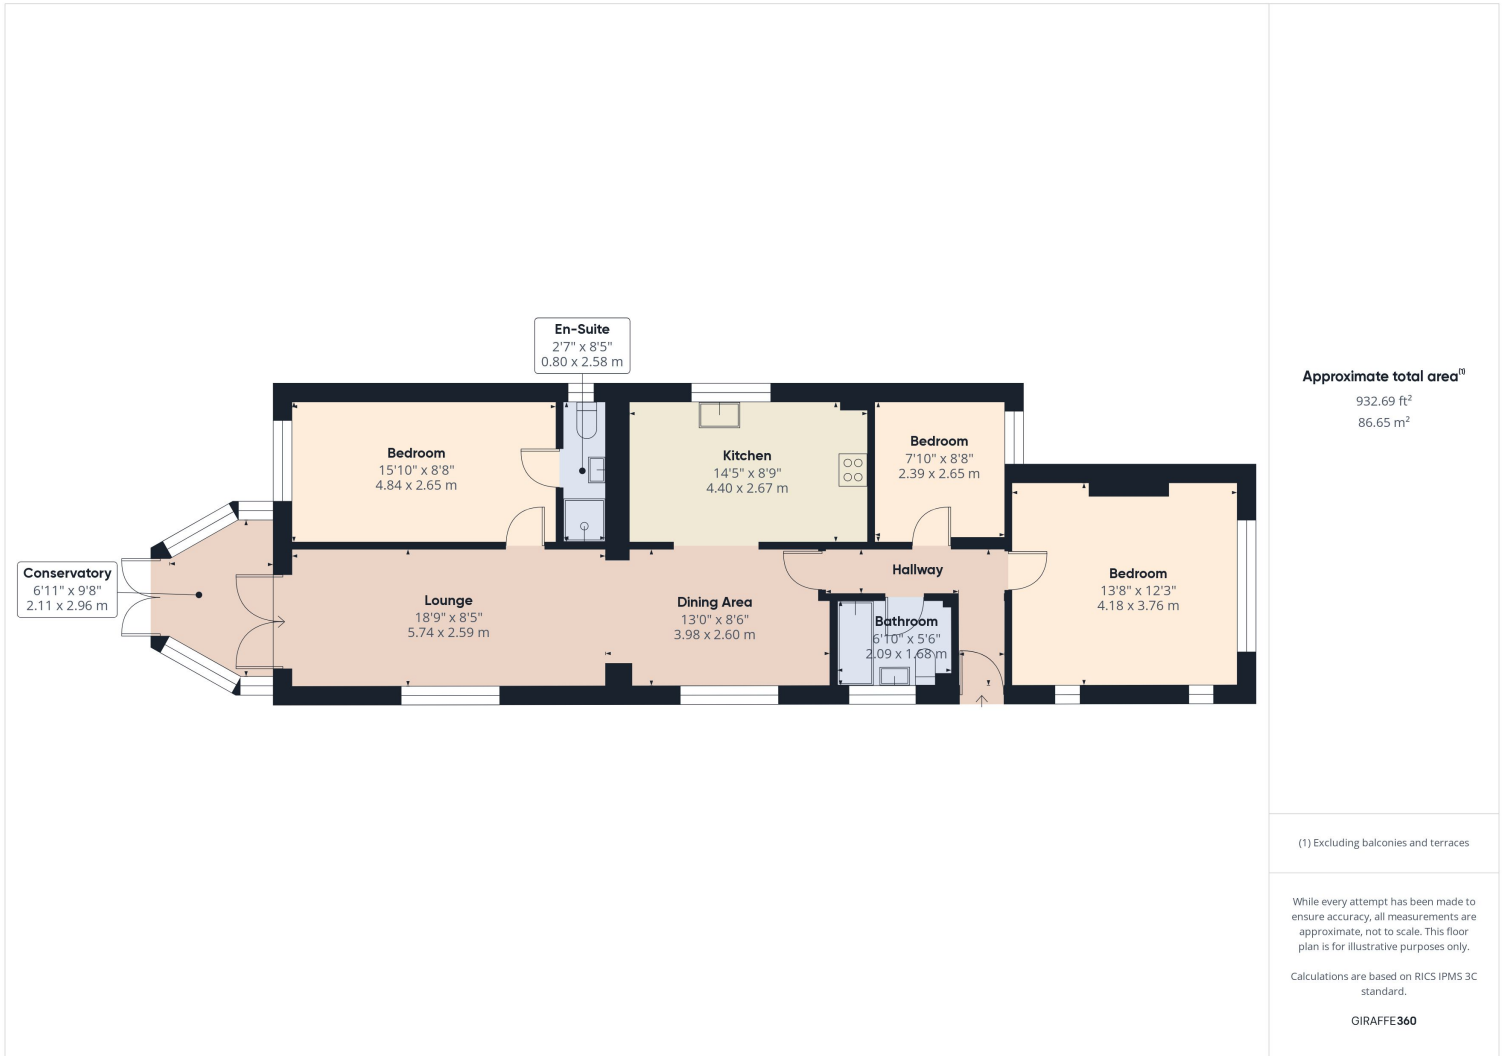 En-Suite
2'7" x 8'5"
0.80 x 2.58 m
Bedroom
15'10" x 8'8"
4.84 x 2.65 m
Kitchen
14'5" x 8'9"
4.40 x 2.67 m
Bedroom
7'10" x 8'8"
2.39 x 2.65 m
Conservatory
6'11" x 9'8"
2.11 x 2.96 m
Lounge
18'9" x 8'5"
5.74 x 2.59 m
Dining Area
13'0" x 8'6"
3.98 x 2.60 m
Hallway
Bathroom
6'10" x 5'6"
2.09 x 1.68 m
Bedroom
13'8" x 12'3"
4.18 x 3.76 m
Approximate total area(1)
932.69 ft²
86.65 m²
(1) Excluding balconies and terraces
While every attempt has been made to
ensure accuracy, all measurements are
approximate, not to scale. This floor
plan is for illustrative purposes only.
Calculations are based on RICS IPMS 3C
standard.
GIRAFFE360